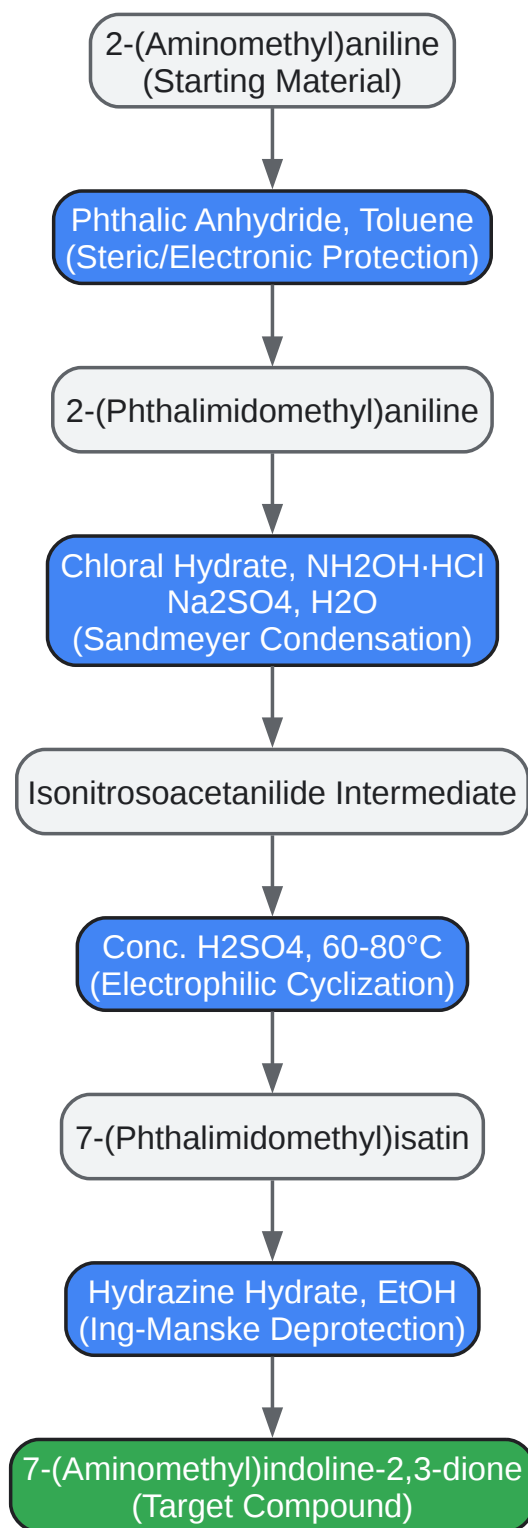 2-(Aminomethyl)aniline
(Starting Material)
Phthalic Anhydride, Toluene
(Steric/Electronic Protection)
2-(Phthalimidomethyl)aniline
Chloral Hydrate, NH2OH·HCl
Na2SO4, H2O
(Sandmeyer Condensation)
Isonitrosoacetanilide Intermediate
Conc. H2SO4, 60-80°C
(Electrophilic Cyclization)
7-(Phthalimidomethyl)isatin
Hydrazine Hydrate, EtOH
(Ing-Manske Deprotection)
7-(Aminomethyl)indoline-2,3-dione
(Target Compound)